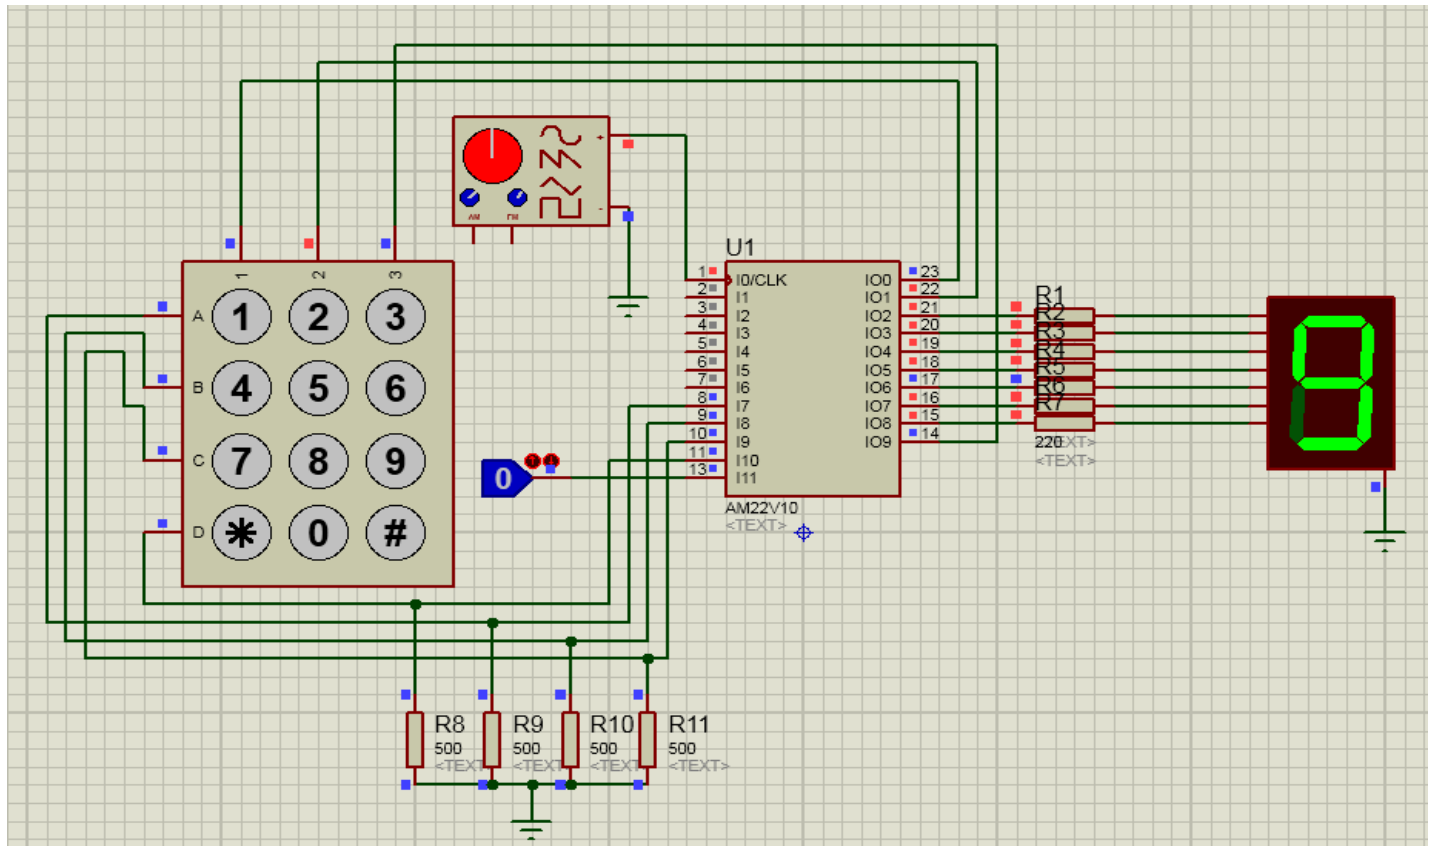 1 2 3
A 1 2 3
B 4 5 6
C 7 8 9
D * 0 #
AM FM
+
-
0
U1
1 I0/CLK IO0 23
2 I1 IO1 22
3 I2 IO2 21
4 I3 IO3 20
5 I4 IO4 19
6 I5 IO5 18
7 I6 IO6 17
8 I7 IO7 16
9 I8 IO8 15
10 I9 IO9 14
11 I10
13 I11
AM22V10
<TEXT>
R1
R2
R3
R4
R5
R6
R7
220
<TEXT>
<TEXT>
9
R8 R9 R10 R11
500 500 500 500
<TEXT> <TEXT> <TEXT> <TEXT>